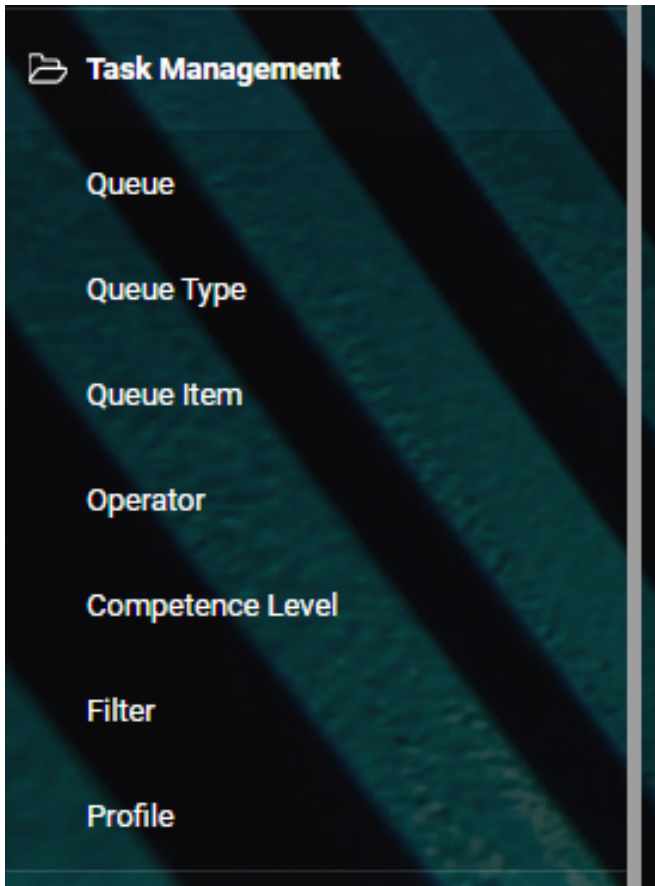 Task Management
Queue
Queue Type
Queue Item
Operator
Competence Level
Filter
Profile